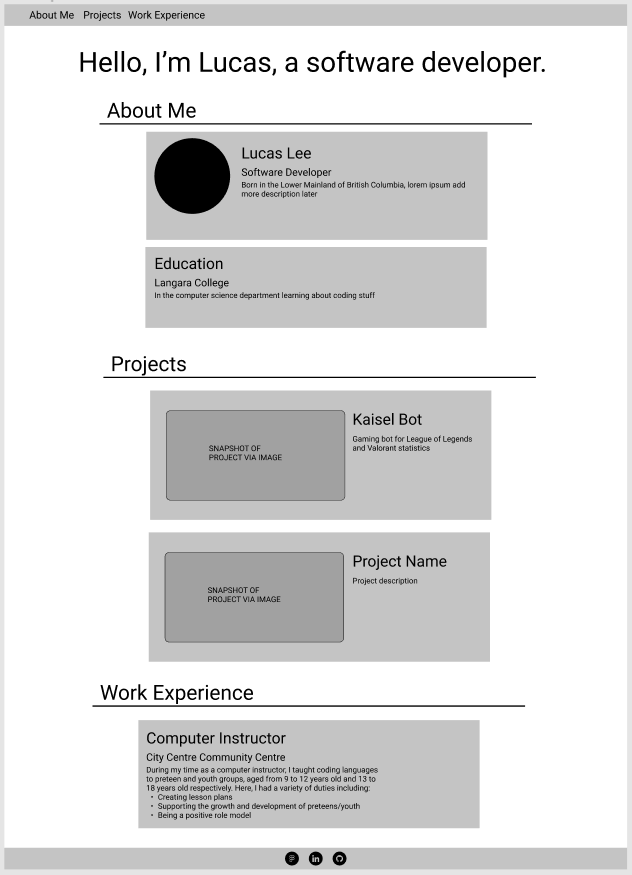 About Me Projects Work Experience
Hello, I'm Lucas, a software developer.
About Me
Lucas Lee
Software Developer
Born in the Lower Mainland of British Columbia, lorem ipsum add
more description later
Education
Langara College
In the computer science department learning about coding stuff
Projects
SNAPSHOT OF
PROJECT VIA IMAGE
Kaisel Bot
Gaming bot for League of Legends
and Valorant statistics
SNAPSHOT OF
PROJECT VIA IMAGE
Project Name
Project description
Work Experience
Computer Instructor
City Centre Community Centre
During my time as a computer instructor, I taught coding languages
to preteen and youth groups, aged from 9 to 12 years old and 13 to
18 years old respectively. Here, I had a variety of duties including:
• Creating lesson plans
• Supporting the growth and development of preteens/youth
• Being a positive role model
in